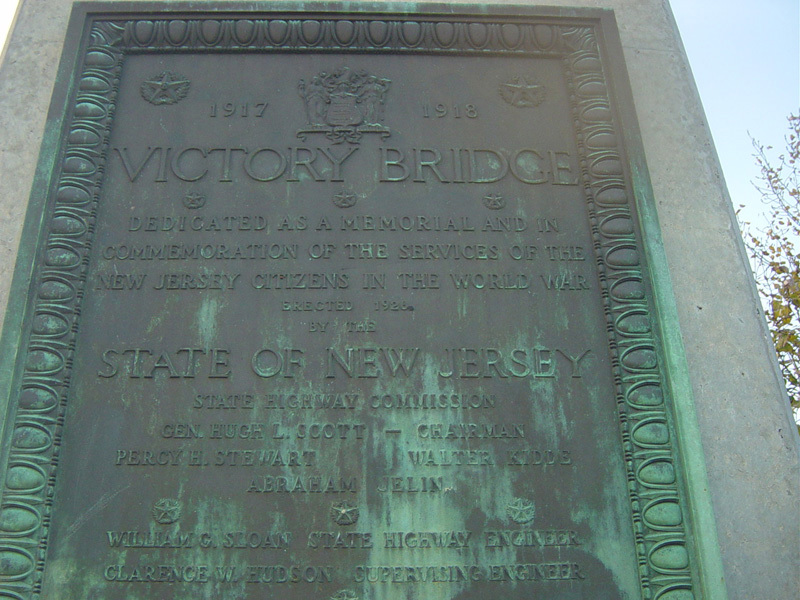 1917 1918
VICTORY BRIDGE
DEDICATED AS A MEMORIAL AND IN
COMMEMORATION OF THE SERVICES OF THE
NEW JERSEY CITIZENS IN THE WORLD WAR
ERECTED 1926
BY THE
STATE OF NEW JERSEY
STATE HIGHWAY COMMISSION
GEN. HUGH L. SCOTT — CHAIRMAN
PERCY H. STEWART WALTER KIDDE
ABRAHAM JELIN
WILLIAM G. SLOAN STATE HIGHWAY ENGINEER
CLARENCE W. HUDSON SUPERVISING ENGINEER